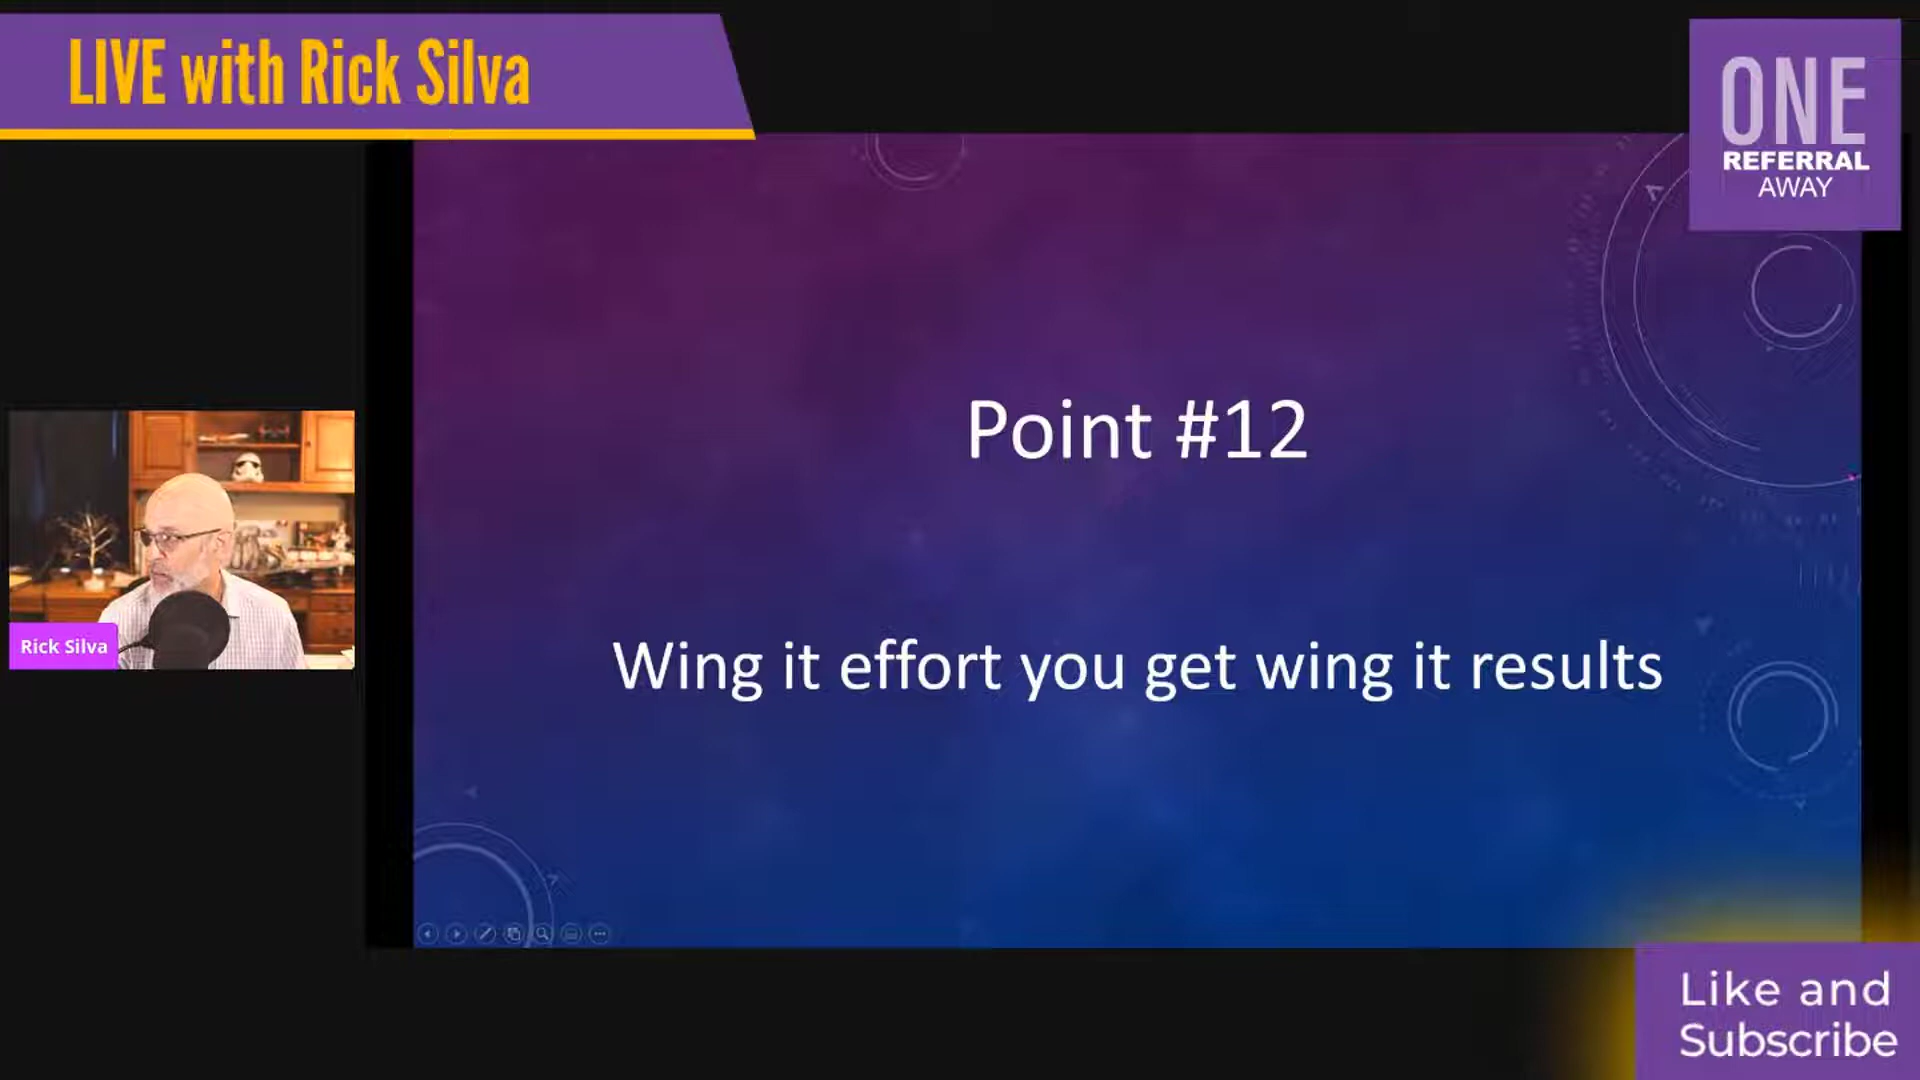 LIVE with Rick Silva
ONE
REFERRAL
AWAY
Point #12
Wing it effort you get wing it results
Rick Silva
Like and
Subscribe